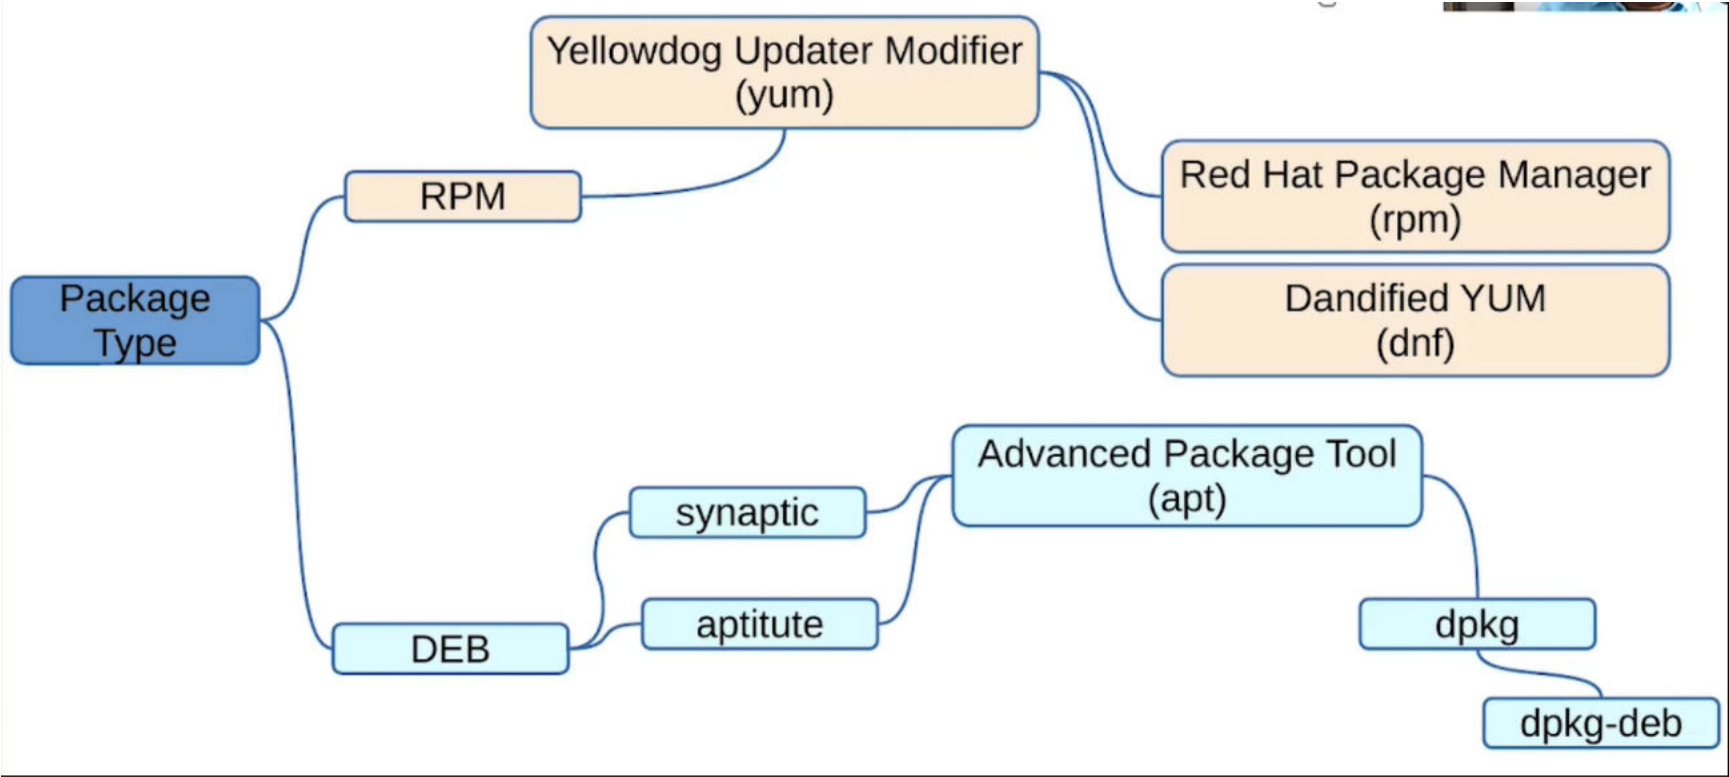 Yellowdog Updater Modifier
(yum)
Red Hat Package Manager
(rpm)
RPM
Dandified YUM
(dnf)
Package
Type
Advanced Package Tool
(apt)
synaptic
aptitute
dpkg
DEB
dpkg-deb